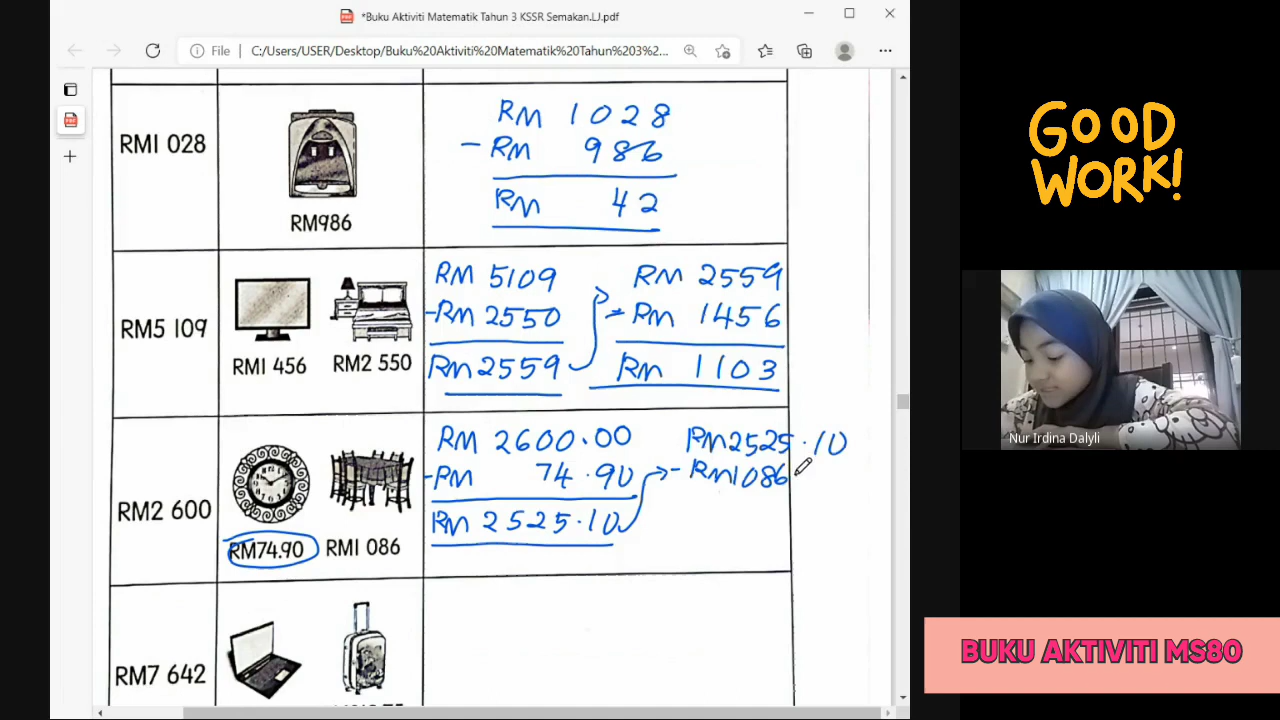 *Buku Aktiviti Matematik Tahun 3 KSSR Semakan.LJ.pdf
File
C:/Users/USER/Desktop/Buku%20Aktiviti%20Matematik%20Tahun%203%2...
RM1 028
RM986
RM 1028
- RM 986
RM 42
RM5 109
RM1 456
RM2 550
RM 5109
-RM 2550
RM2559
RM 2559
- RM 1456
RM 1103
RM2 600
RM74.90
RM1 086
RM 2600.00
-RM 74.90
RM 2525.10
RM2525.10
- RM1086
RM7 642
GOOD
WORK!
Nur Irdina Dalyli
BUKU AKTIVITI MS80